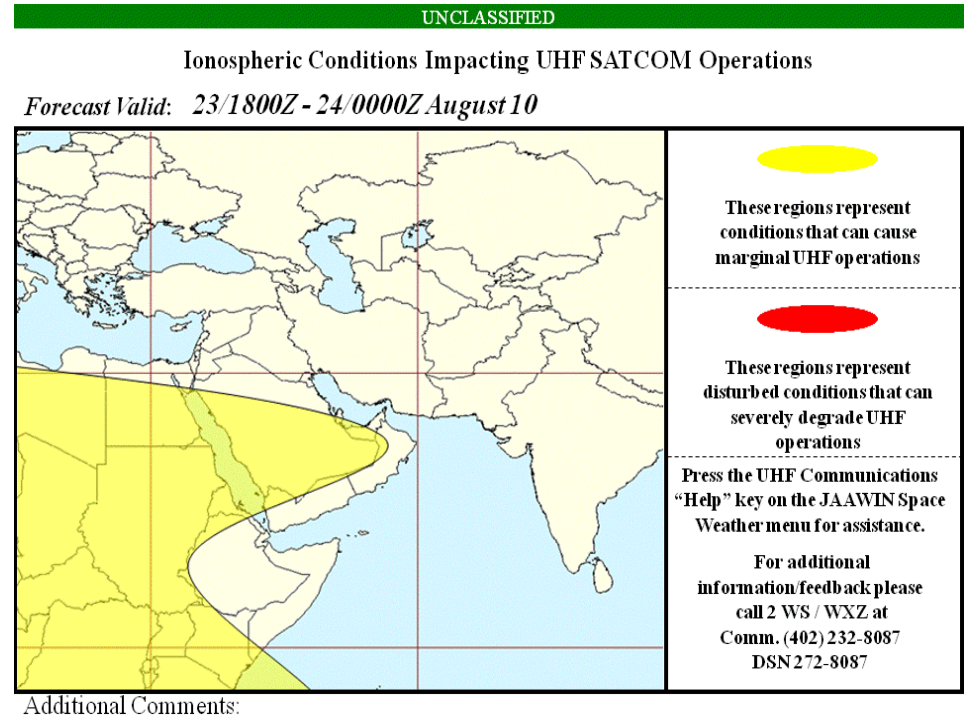 UNCLASSIFIED
Ionospheric Conditions Impacting UHF SATCOM Operations
Forecast Valid: 23/1800Z - 24/0000Z August 10
These regions represent
conditions that can cause
marginal UHF operations
These regions represent
disturbed conditions that can
severely degrade UHF
operations
Press the UHF Communications
“Help” key on the JAAWIN Space
Weather menu for assistance.
For additional
information/feedback please
call 2 WS / WXZ at
Comm. (402) 232-8087
DSN 272-8087
Additional Comments: